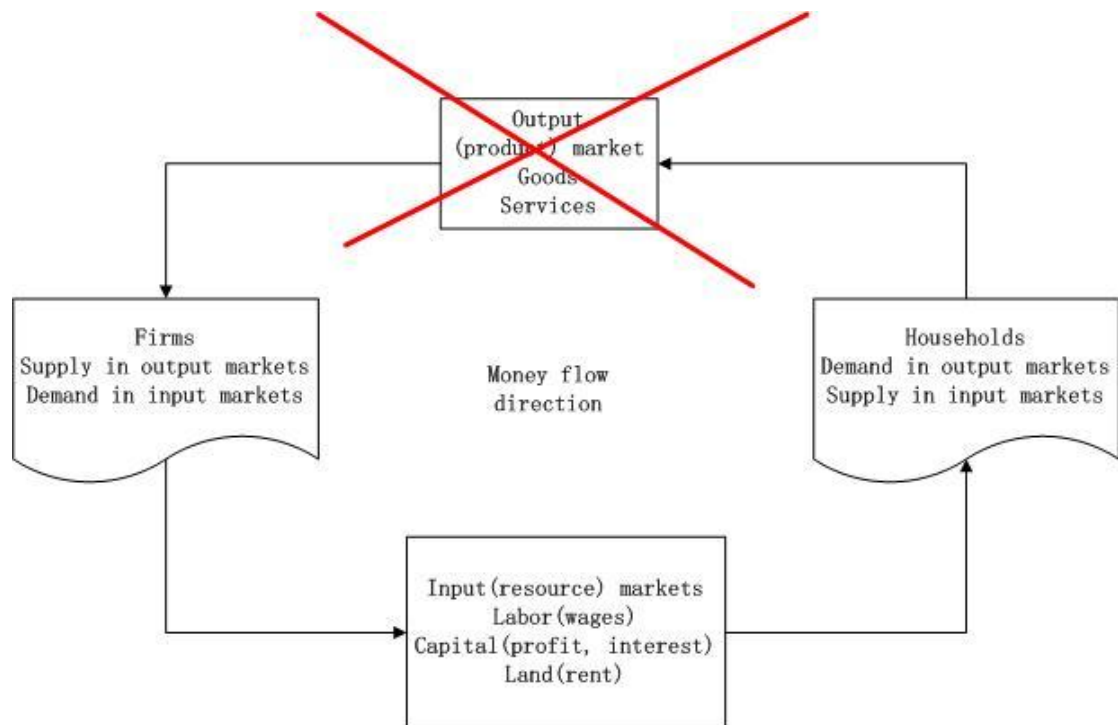 Output
(product) market
Goods
Services
Firms
Supply in output markets
Demand in input markets
Money flow
direction
Households
Demand in output markets
Supply in input markets
Input(resource) markets
Labor(wages)
Capital(profit, interest)
Land(rent)